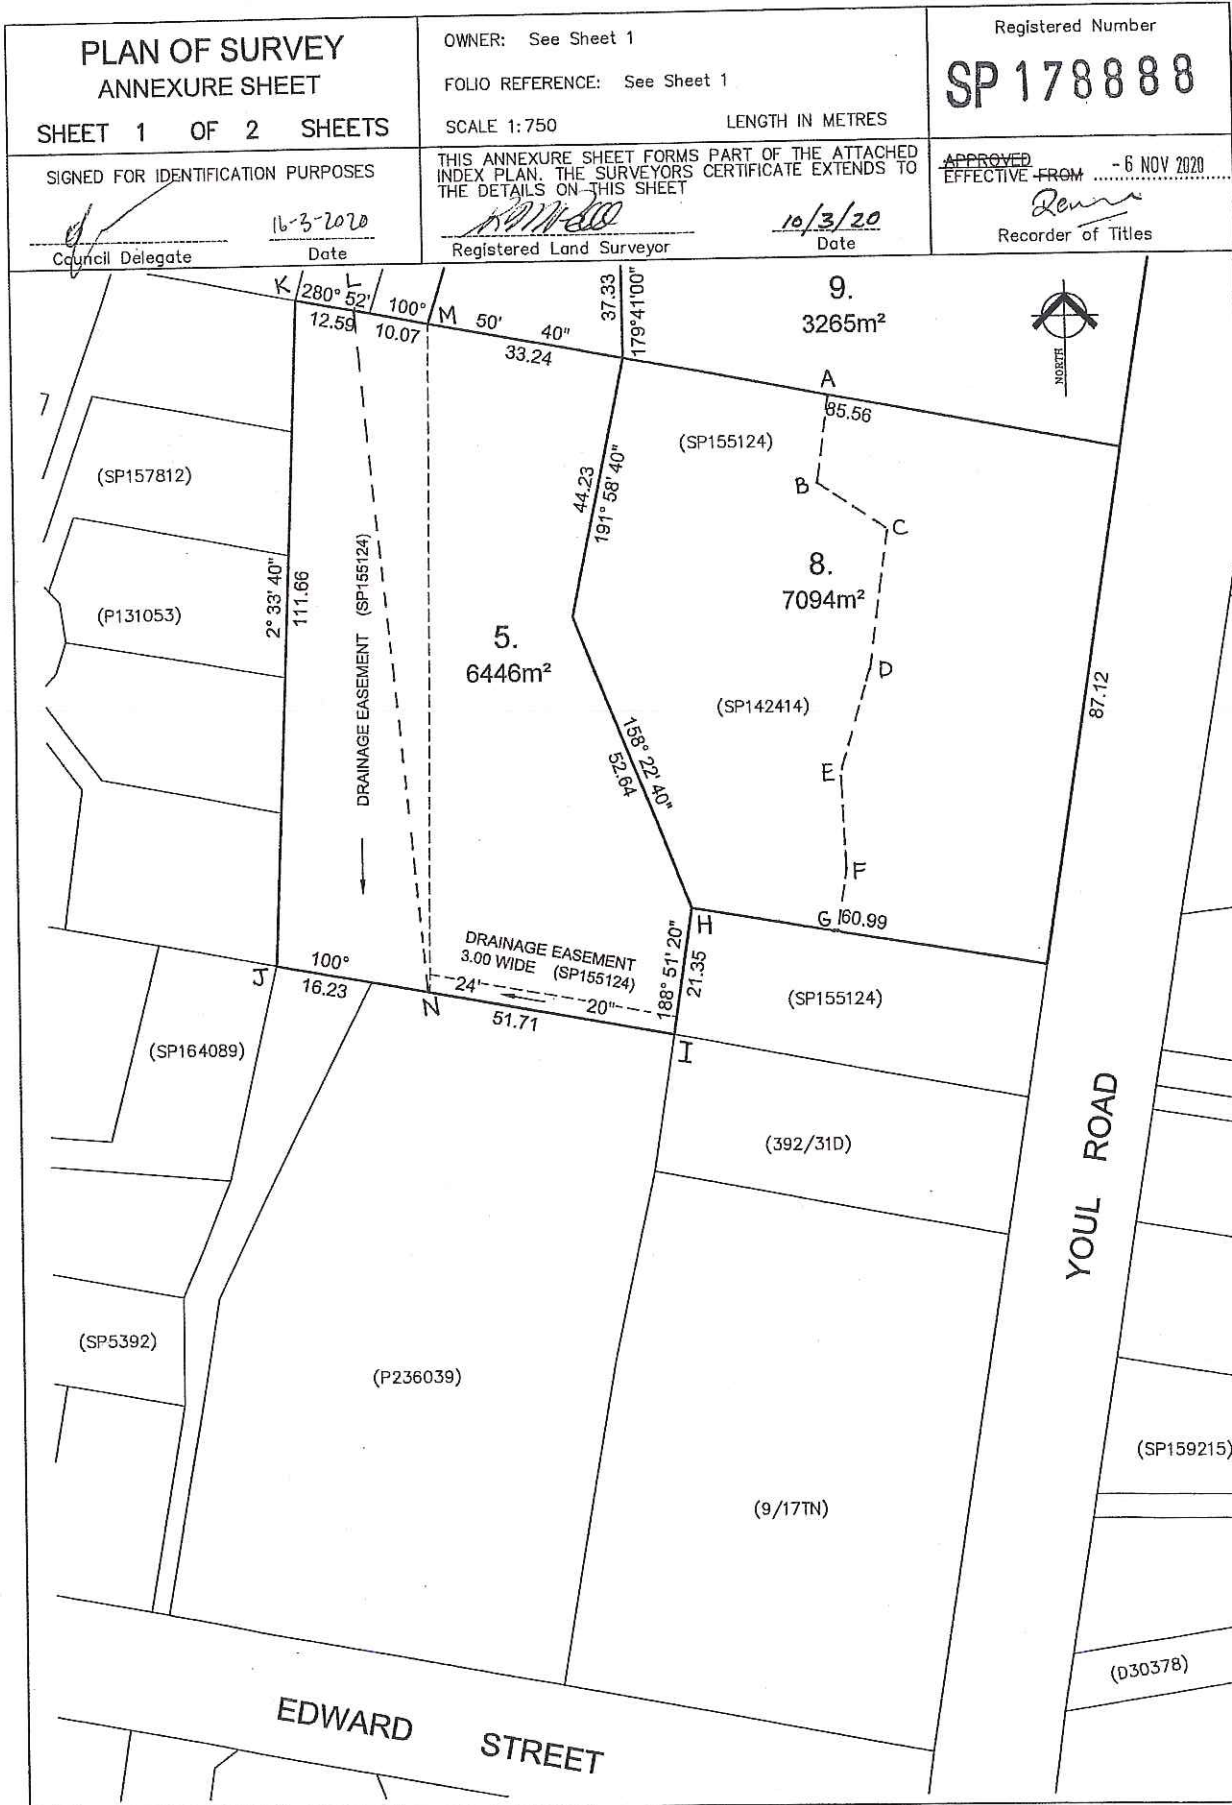 PLAN OF SURVEY
ANNEXURE SHEET
SHEET 1 OF 2 SHEETS
OWNER: See Sheet 1
FOLIO REFERENCE: See Sheet 1
SCALE 1:750 LENGTH IN METRES
Registered Number
SP 178888
SIGNED FOR IDENTIFICATION PURPOSES
16-3-2020
Council Delegate Date
THIS ANNEXURE SHEET FORMS PART OF THE ATTACHED
INDEX PLAN. THE SURVEYORS CERTIFICATE EXTENDS TO
THE DETAILS ON THIS SHEET
10/3/20
Registered Land Surveyor Date
APPROVED
EFFECTIVE FROM - 6 NOV 2020
Recorder of Titles
K 280° 52' L 100° M 50' 40"
12.59 10.07 33.24
37.33
179°41'00"
9.
3265m²
NORTH
A
85.56
7
(SP157812)
(SP155124)
B
C
44.23
191° 58' 40"
8.
7094m²
(P131053)
2° 33' 40"
111.66
DRAINAGE EASEMENT (SP155124)
5.
6446m²
D
87.12
(SP142414)
158° 22' 40"
52.64
E
F
G 60.99
H
DRAINAGE EASEMENT
3.00 WIDE (SP155124)
188° 51' 20"
21.35
J 100° N 24' 20"
16.23 51.71
I
(SP155124)
(SP164089)
(392/31D)
YOUL ROAD
(SP5392)
(P236039)
(SP159215)
(9/17TN)
(D30378)
EDWARD STREET